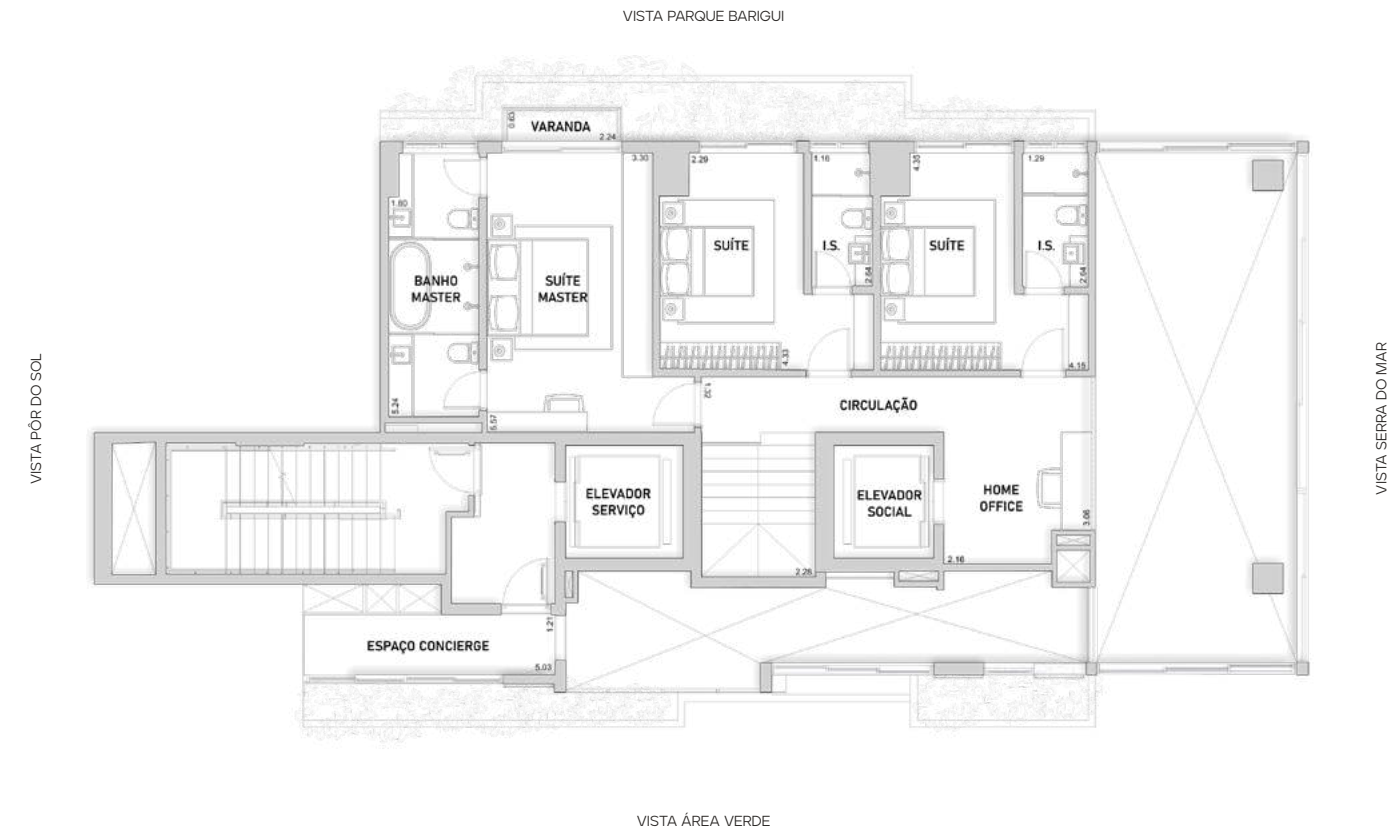 VISTA PARQUE BARIGUI
0.63
VARANDA
2.24
3.30
2.29
1.16
4.35
1.29
1.80
SUÍTE
I.S.
SUÍTE
I.S.
BANHO
MASTER
SUÍTE
MASTER
2.64
2.64
4.33
4.15
5.24
5.57
1.32
CIRCULAÇÃO
VISTA PÔR DO SOL
VISTA SERRA DO MAR
ELEVADOR
SERVIÇO
ELEVADOR
SOCIAL
HOME
OFFICE
3.66
2.16
2.26
1.21
ESPAÇO CONCIERGE
5.03
VISTA ÁREA VERDE